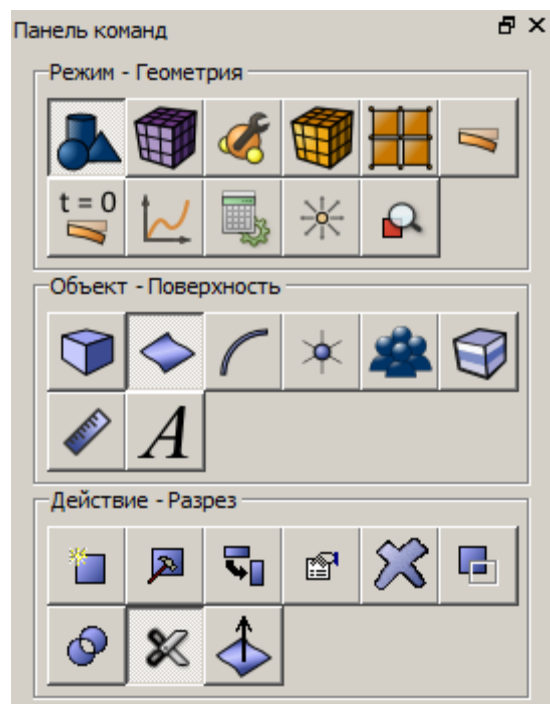 Панель команд
Режим - Геометрия
t = 0
Объект - Поверхность
A
Действие - Разрез